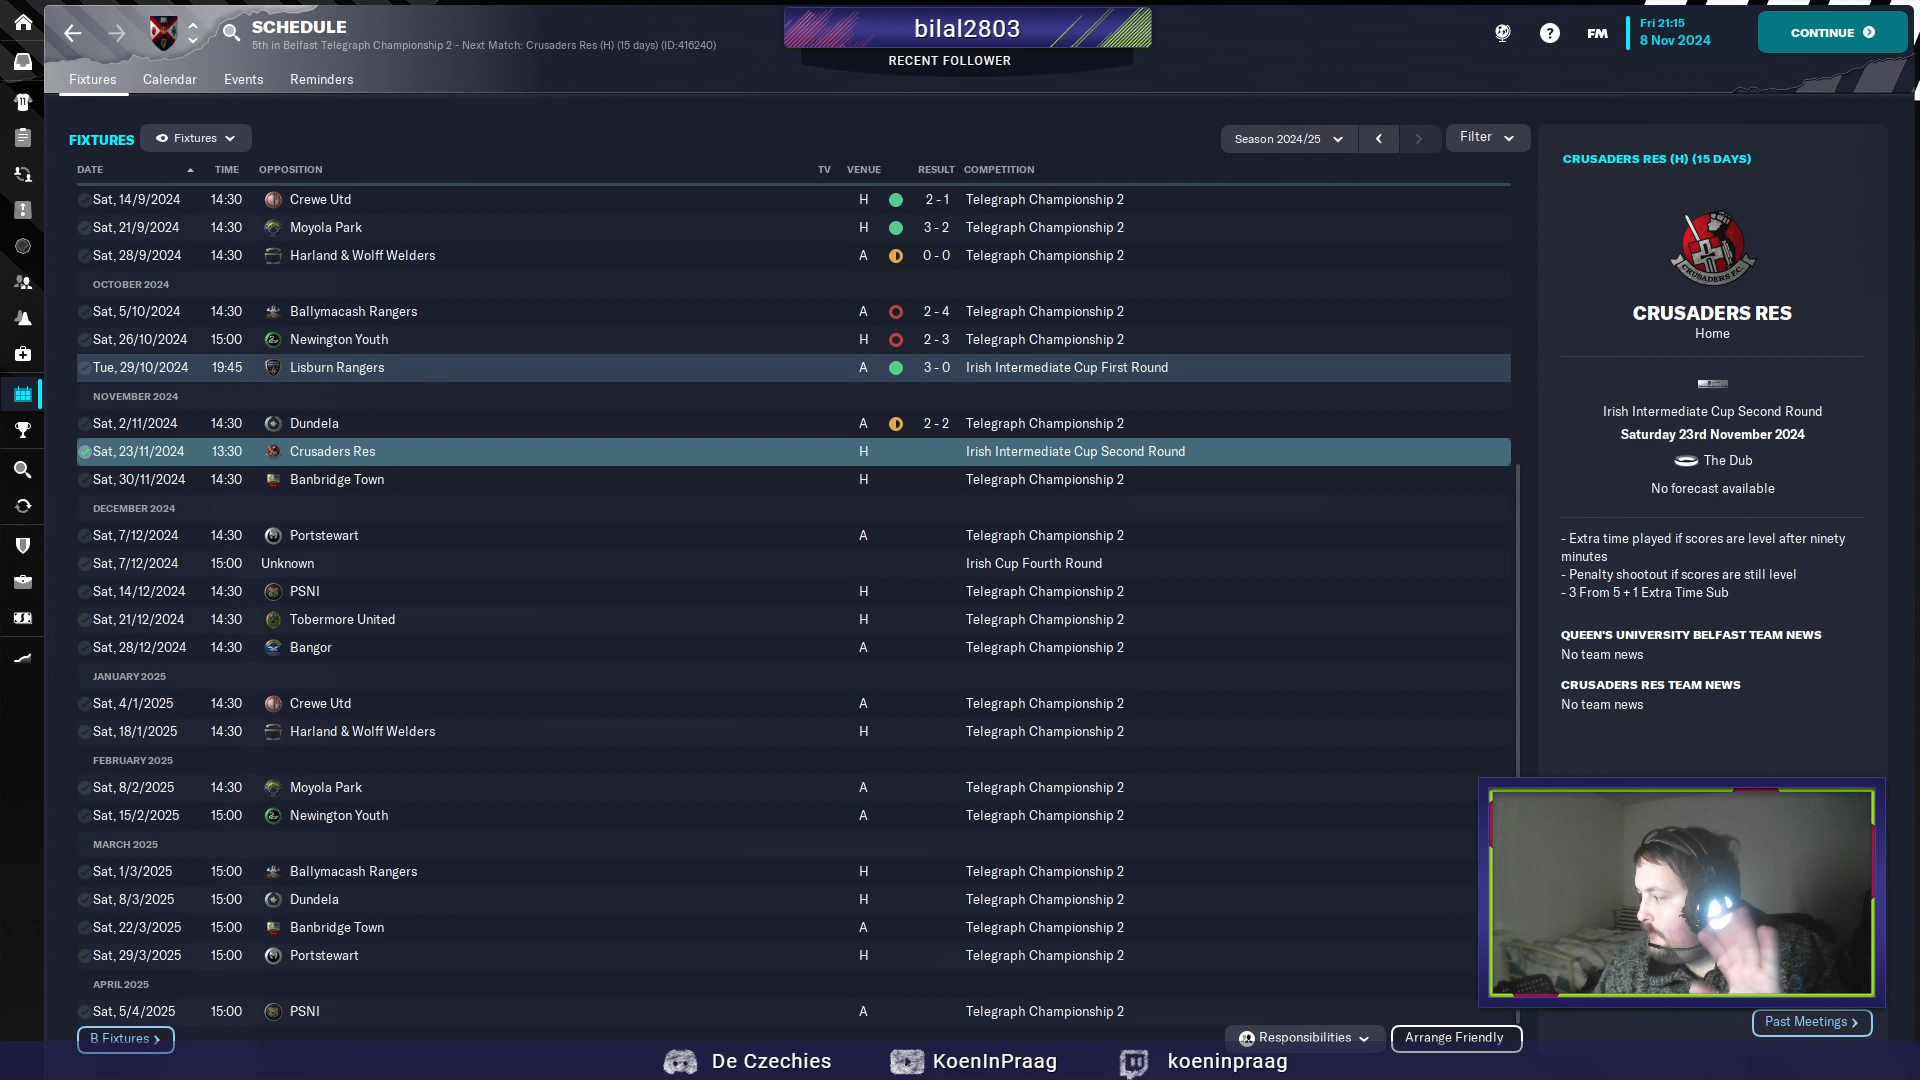 SCHEDULE
5th in Belfast Telegraph Championship 2 - Next Match: Crusaders Res (H) (15 days) (ID:416240)
bilal2803
RECENT FOLLOWER
FM
Fri 21:15
8 Nov 2024
CONTINUE
Fixtures Calendar Events Reminders
FIXTURES Fixtures Season 2024/25 Filter
DATE TIME OPPOSITION TV VENUE RESULT COMPETITION
Sat, 14/9/2024 14:30 Crewe Utd H 2 - 1 Telegraph Championship 2
Sat, 21/9/2024 14:30 Moyola Park H 3 - 2 Telegraph Championship 2
Sat, 28/9/2024 14:30 Harland & Wolff Welders A 0 - 0 Telegraph Championship 2
OCTOBER 2024
Sat, 5/10/2024 14:30 Ballymacash Rangers A 2 - 4 Telegraph Championship 2
Sat, 26/10/2024 15:00 Newington Youth H 2 - 3 Telegraph Championship 2
Tue, 29/10/2024 19:45 Lisburn Rangers A 3 - 0 Irish Intermediate Cup First Round
NOVEMBER 2024
Sat, 2/11/2024 14:30 Dundela A 2 - 2 Telegraph Championship 2
Sat, 23/11/2024 13:30 Crusaders Res H Irish Intermediate Cup Second Round
Sat, 30/11/2024 14:30 Banbridge Town H Telegraph Championship 2
DECEMBER 2024
Sat, 7/12/2024 14:30 Portstewart A Telegraph Championship 2
Sat, 7/12/2024 15:00 Unknown Irish Cup Fourth Round
Sat, 14/12/2024 14:30 PSNI H Telegraph Championship 2
Sat, 21/12/2024 14:30 Tobermore United H Telegraph Championship 2
Sat, 28/12/2024 14:30 Bangor A Telegraph Championship 2
JANUARY 2025
Sat, 4/1/2025 14:30 Crewe Utd A Telegraph Championship 2
Sat, 18/1/2025 14:30 Harland & Wolff Welders H Telegraph Championship 2
FEBRUARY 2025
Sat, 8/2/2025 14:30 Moyola Park A Telegraph Championship 2
Sat, 15/2/2025 15:00 Newington Youth A Telegraph Championship 2
MARCH 2025
Sat, 1/3/2025 15:00 Ballymacash Rangers H Telegraph Championship 2
Sat, 8/3/2025 15:00 Dundela H Telegraph Championship 2
Sat, 22/3/2025 15:00 Banbridge Town A Telegraph Championship 2
Sat, 29/3/2025 15:00 Portstewart H Telegraph Championship 2
APRIL 2025
Sat, 5/4/2025 15:00 PSNI A Telegraph Championship 2
B Fixtures Responsibilities Arrange Friendly
CRUSADERS RES (H) (15 DAYS)
CRUSADERS F.C.
CRUSADERS RES
Home
Irish Intermediate Cup Second Round
Saturday 23rd November 2024
The Dub
No forecast available
- Extra time played if scores are level after ninety
minutes
- Penalty shootout if scores are still level
- 3 From 5 + 1 Extra Time Sub
QUEEN'S UNIVERSITY BELFAST TEAM NEWS
No team news
CRUSADERS RES TEAM NEWS
No team news
Past Meetings
De Czechies KoenInPraag koeninpraag